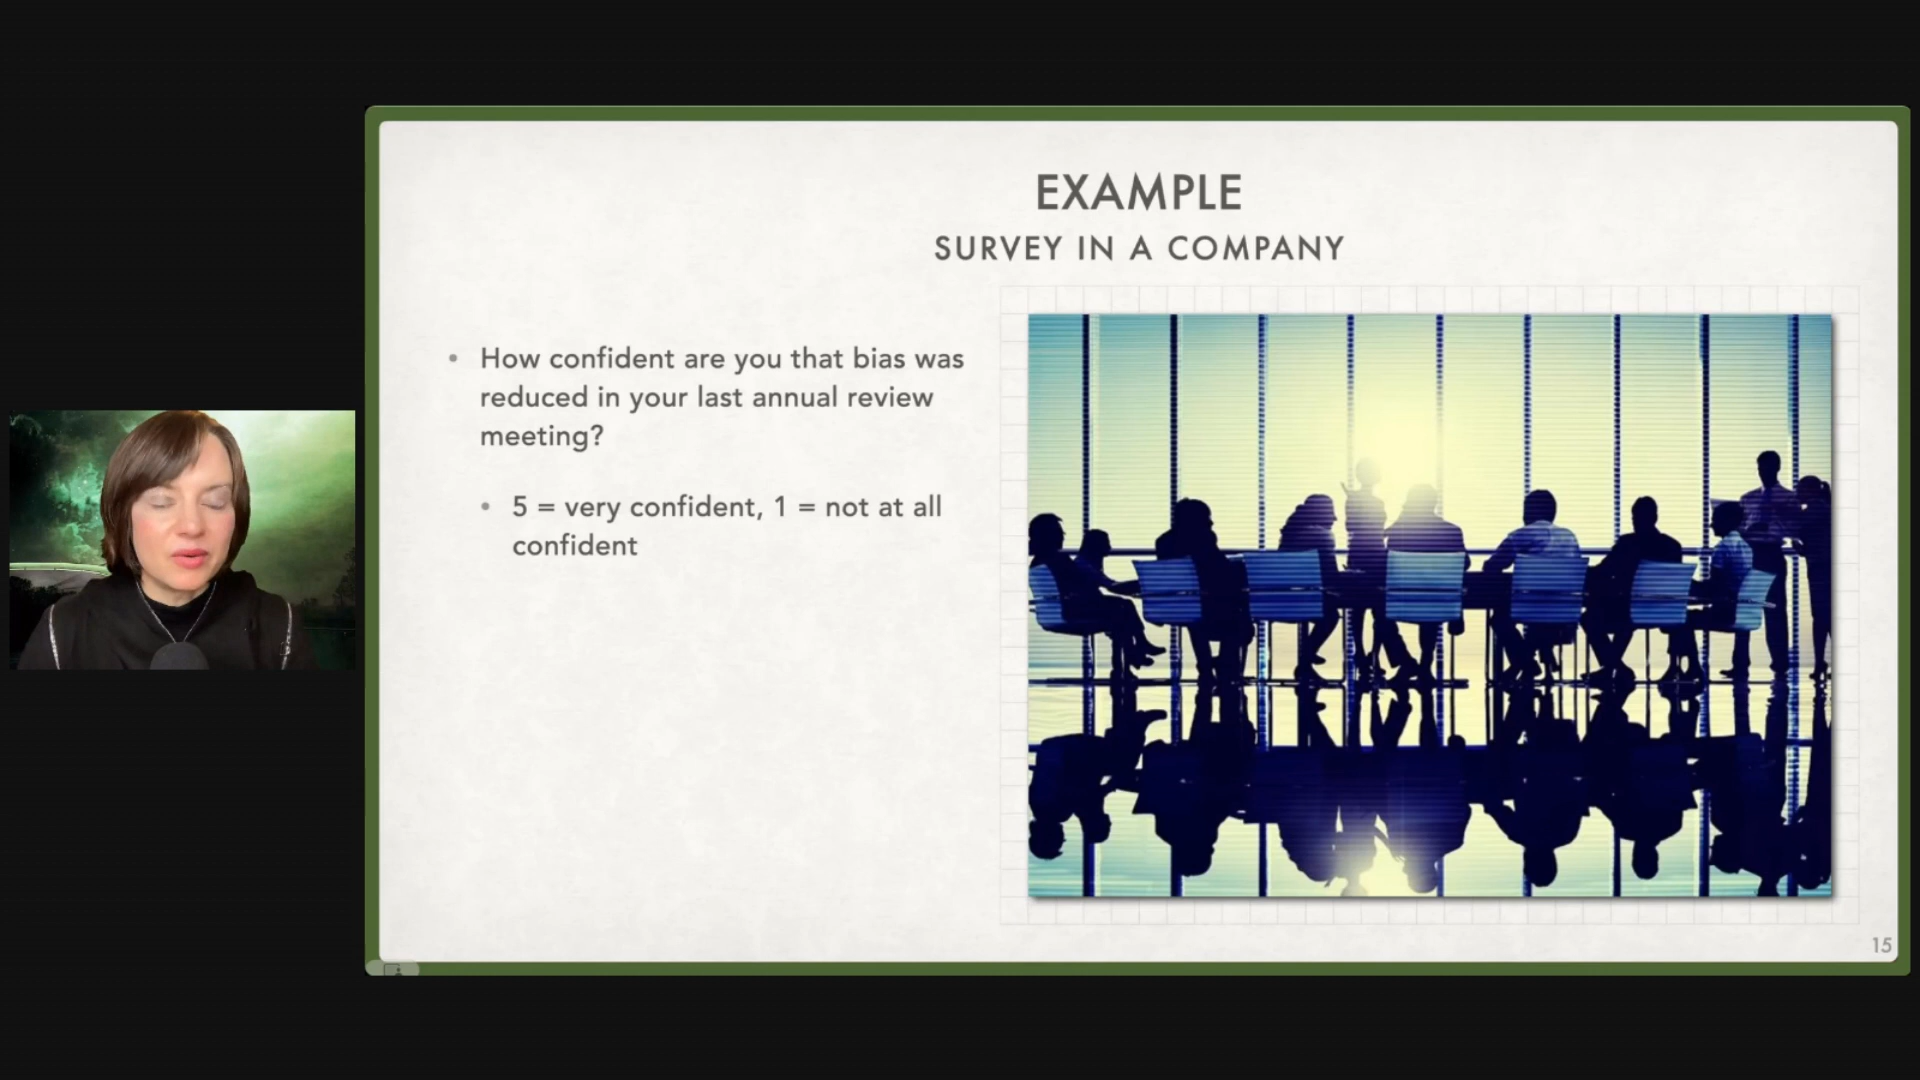 EXAMPLE
SURVEY IN A COMPANY
• How confident are you that bias was
reduced in your last annual review
meeting?
• 5 = very confident, 1 = not at all
confident
15